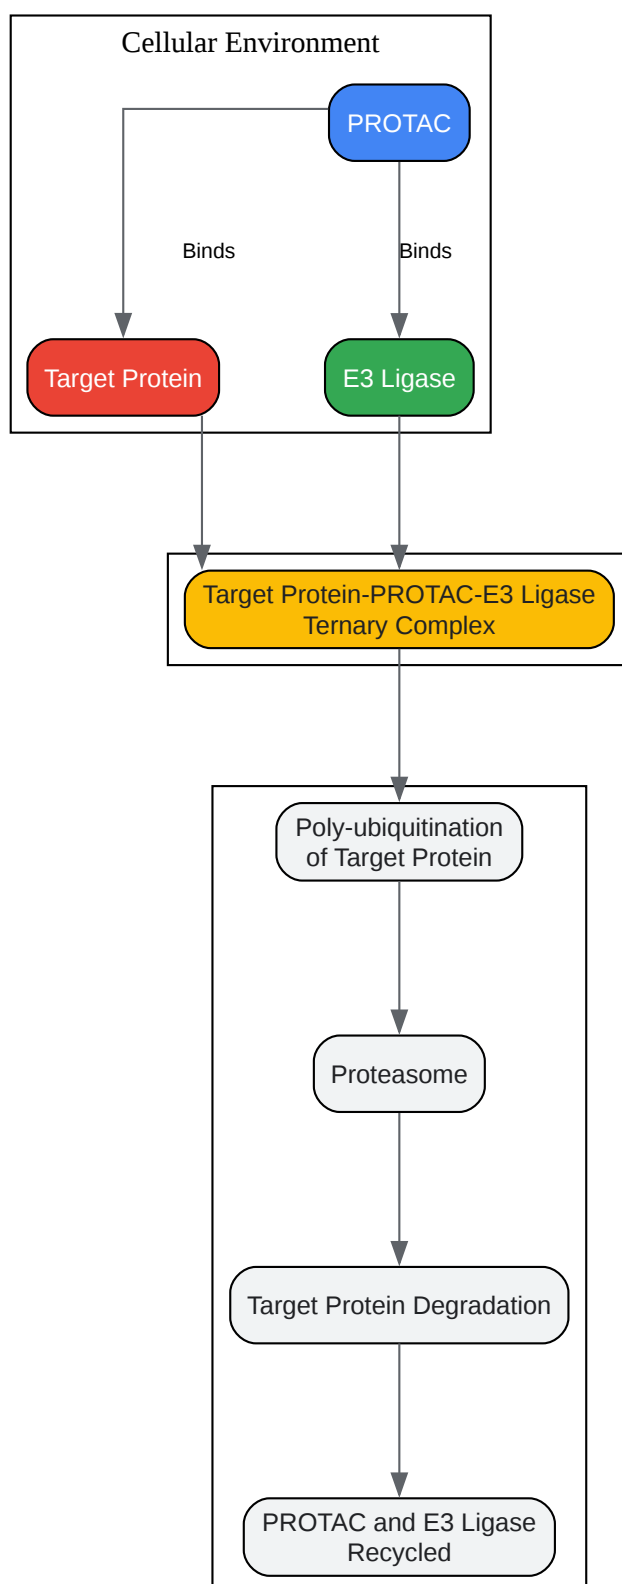 Cellular Environment
PROTAC
Binds
Binds
Target Protein
E3 Ligase
Target Protein-PROTAC-E3 Ligase
Ternary Complex
Poly-ubiquitination
of Target Protein
Proteasome
Target Protein Degradation
PROTAC and E3 Ligase
Recycled